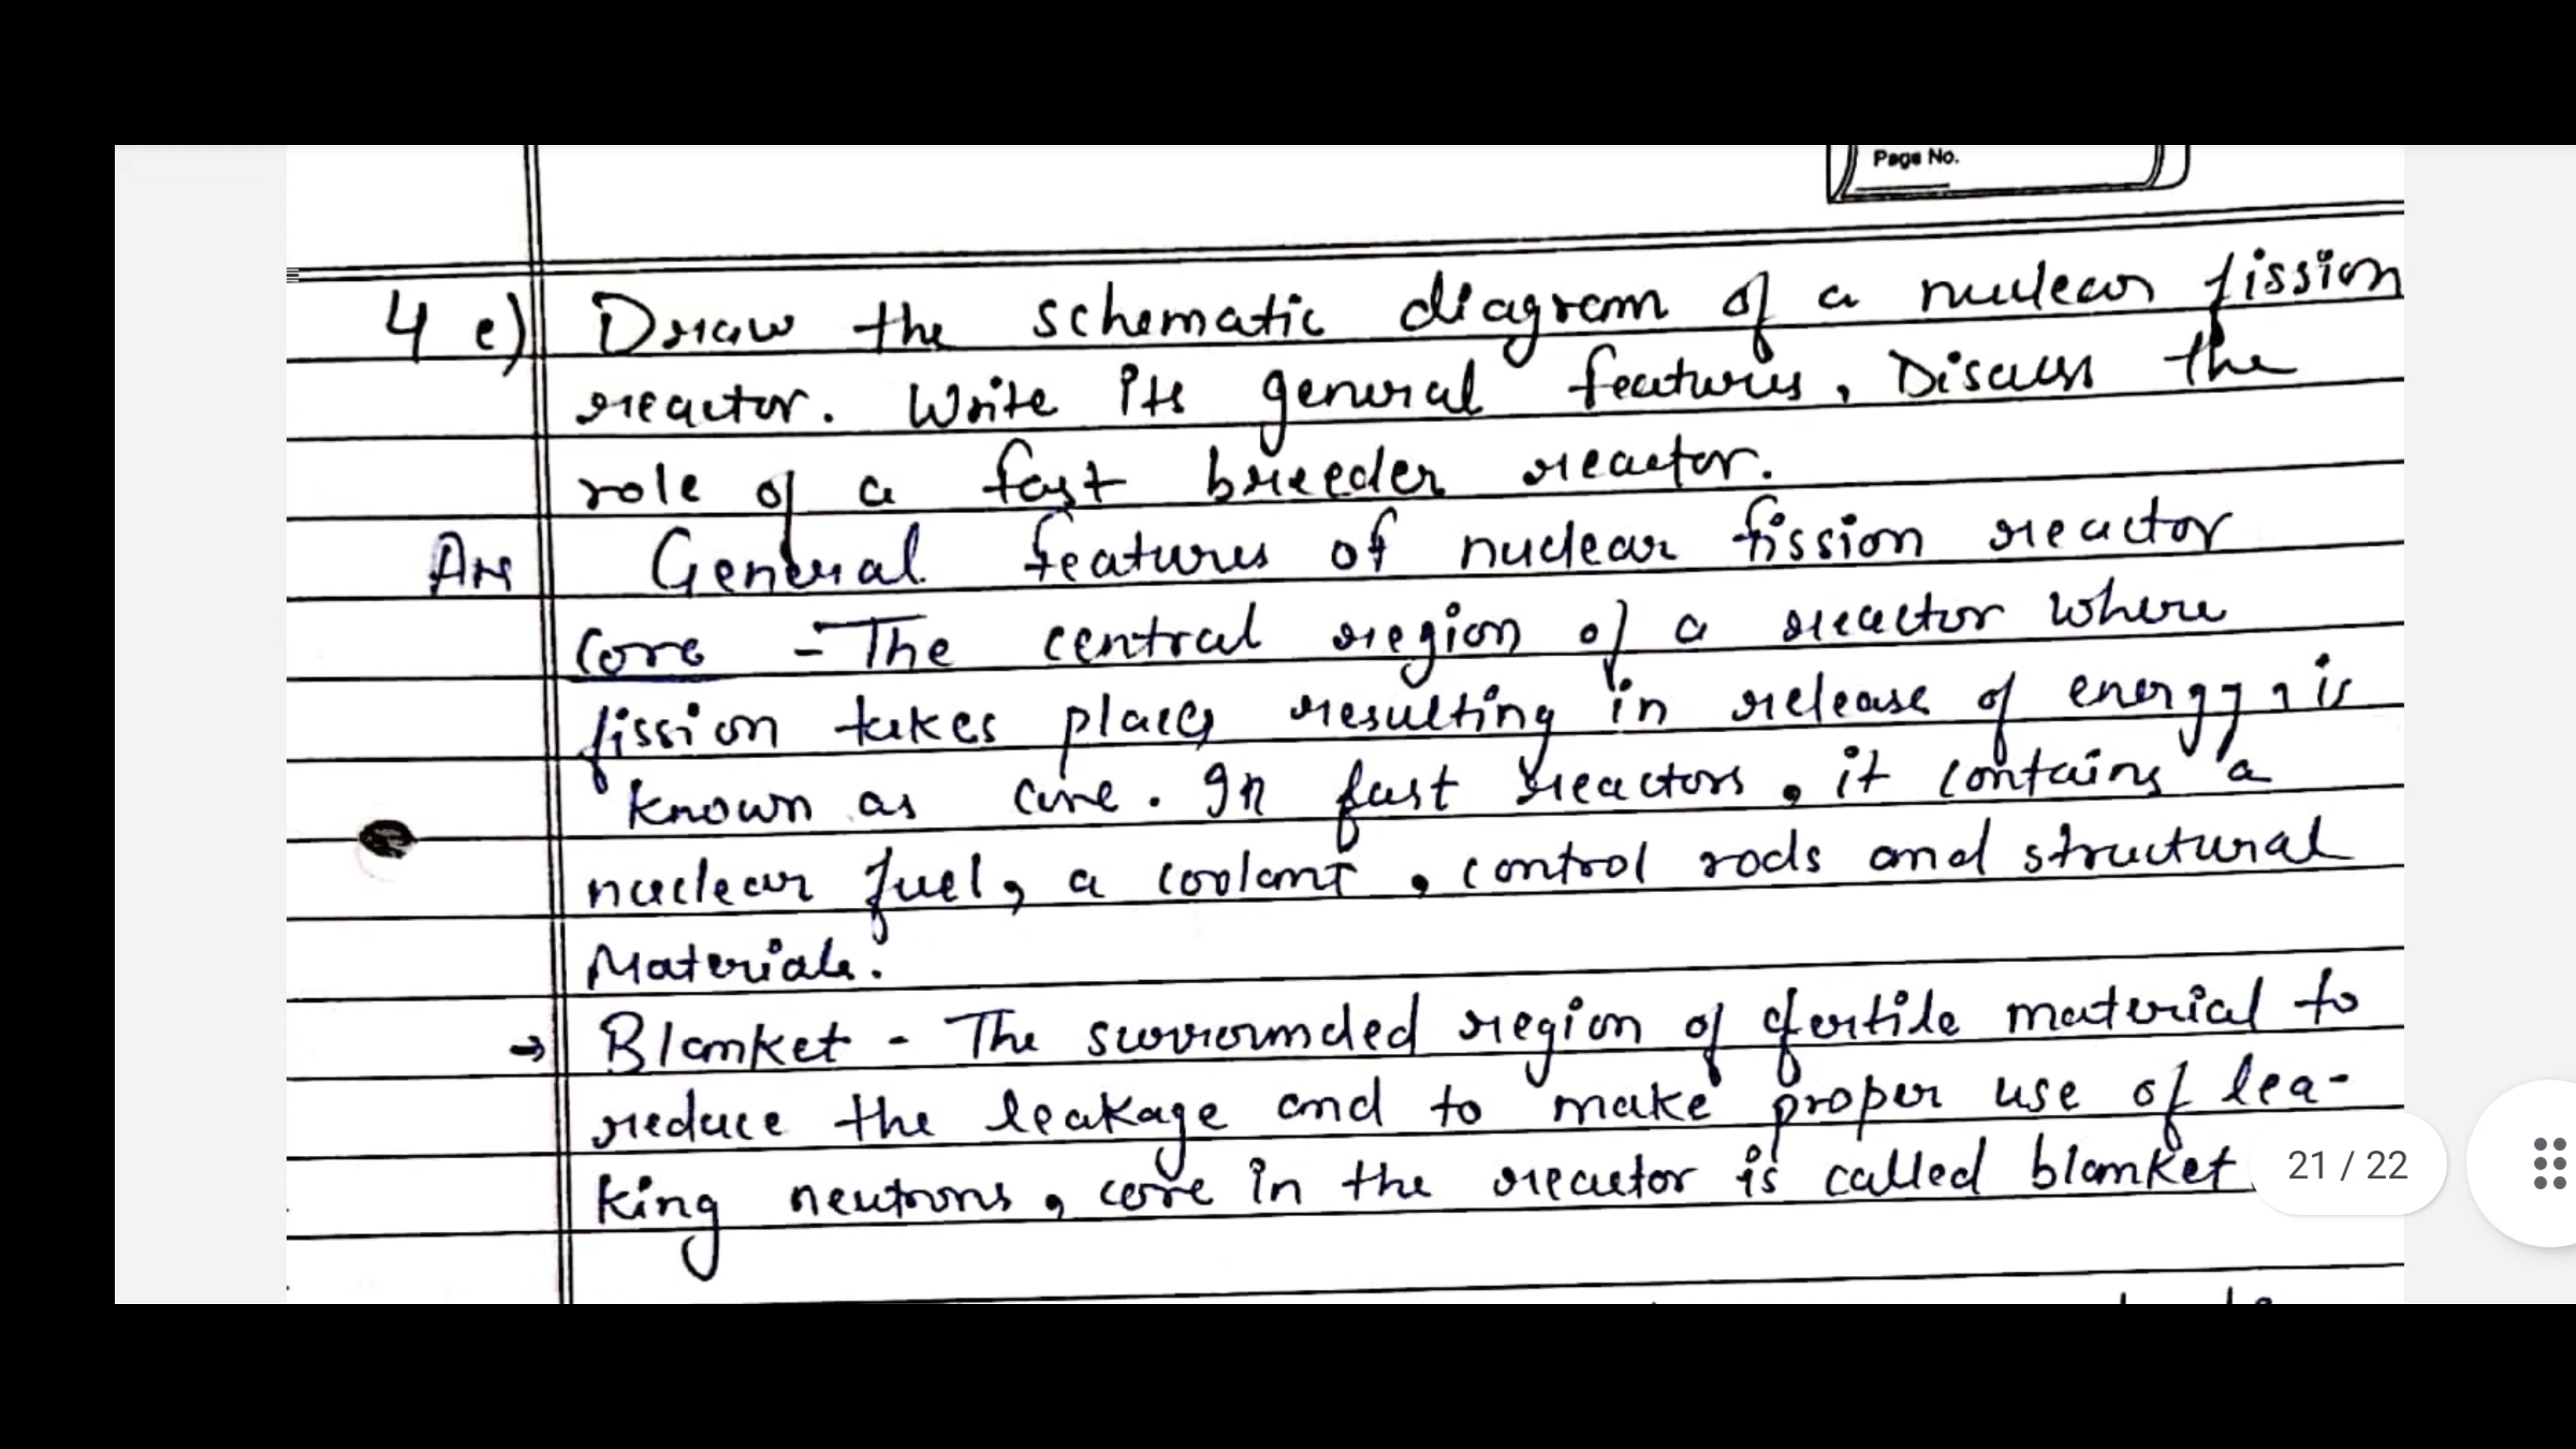 Page No.
4 e) Draw the schematic diagram of a nuclear fission
reactor. Write its general features, Discuss the
role of a fast breeder reactor.
Ans General features of nuclear fission reactor
Core - The central region of a reactor where
fission takes place, resulting in release of energy, is
known as core. In fast reactors, it contains a
nuclear fuel, a coolant, control rods and structural
Materials.
→ Blanket - The surrounded region of fertile material to
reduce the leakage and to make proper use of lea-
king neutrons, core in the reactor is called blanket
21 / 22